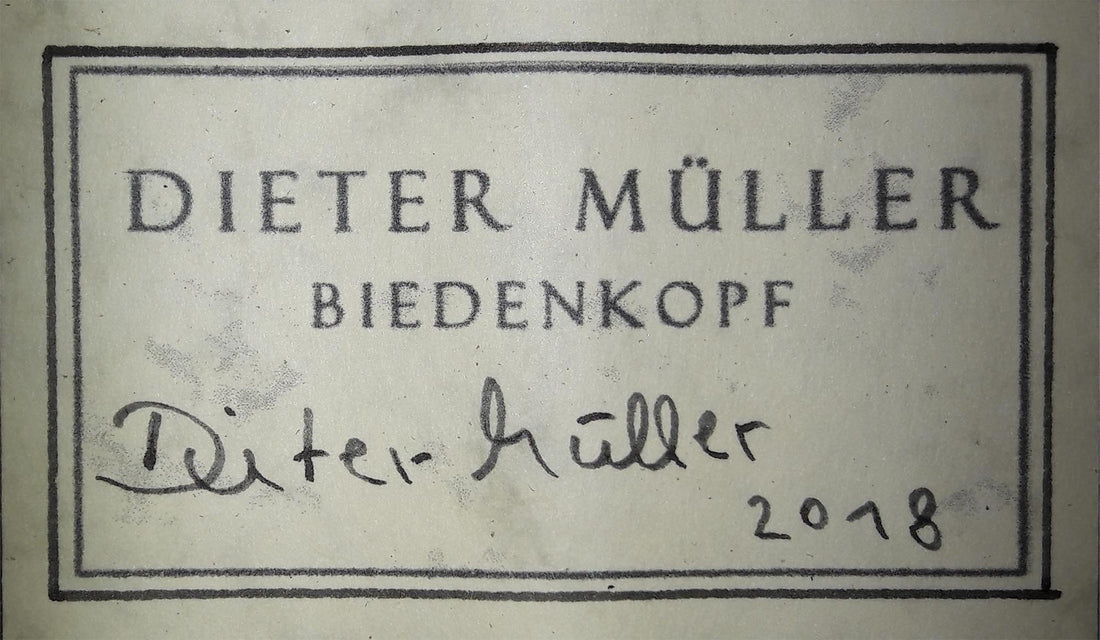 DIETER MÜLLER
BIEDENKOPF
Dieter Müller
2018